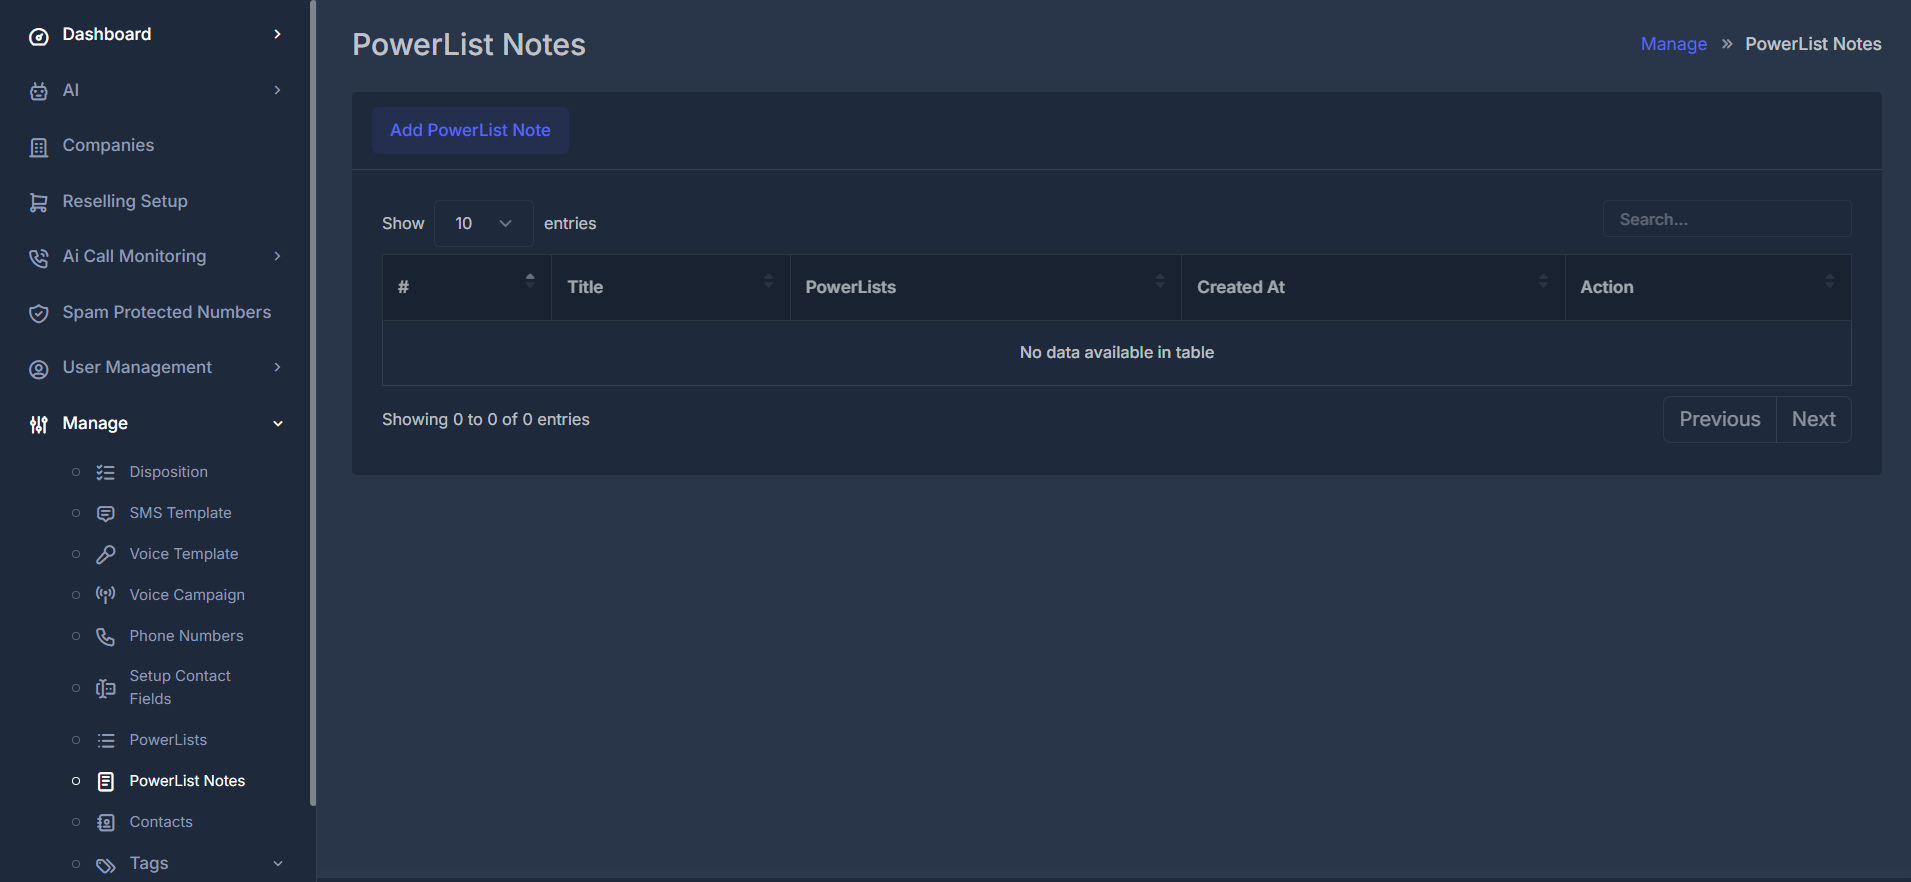 Dashboard
AI
Companies
Reselling Setup
Ai Call Monitoring
Spam Protected Numbers
User Management
Manage
Disposition
SMS Template
Voice Template
Voice Campaign
Phone Numbers
Setup Contact
Fields
PowerLists
PowerList Notes
Contacts
Tags
PowerList Notes
Manage » PowerList Notes
Add PowerList Note
Show 10 entries
Search...
# Title PowerLists Created At Action
No data available in table
Showing 0 to 0 of 0 entries
Previous Next